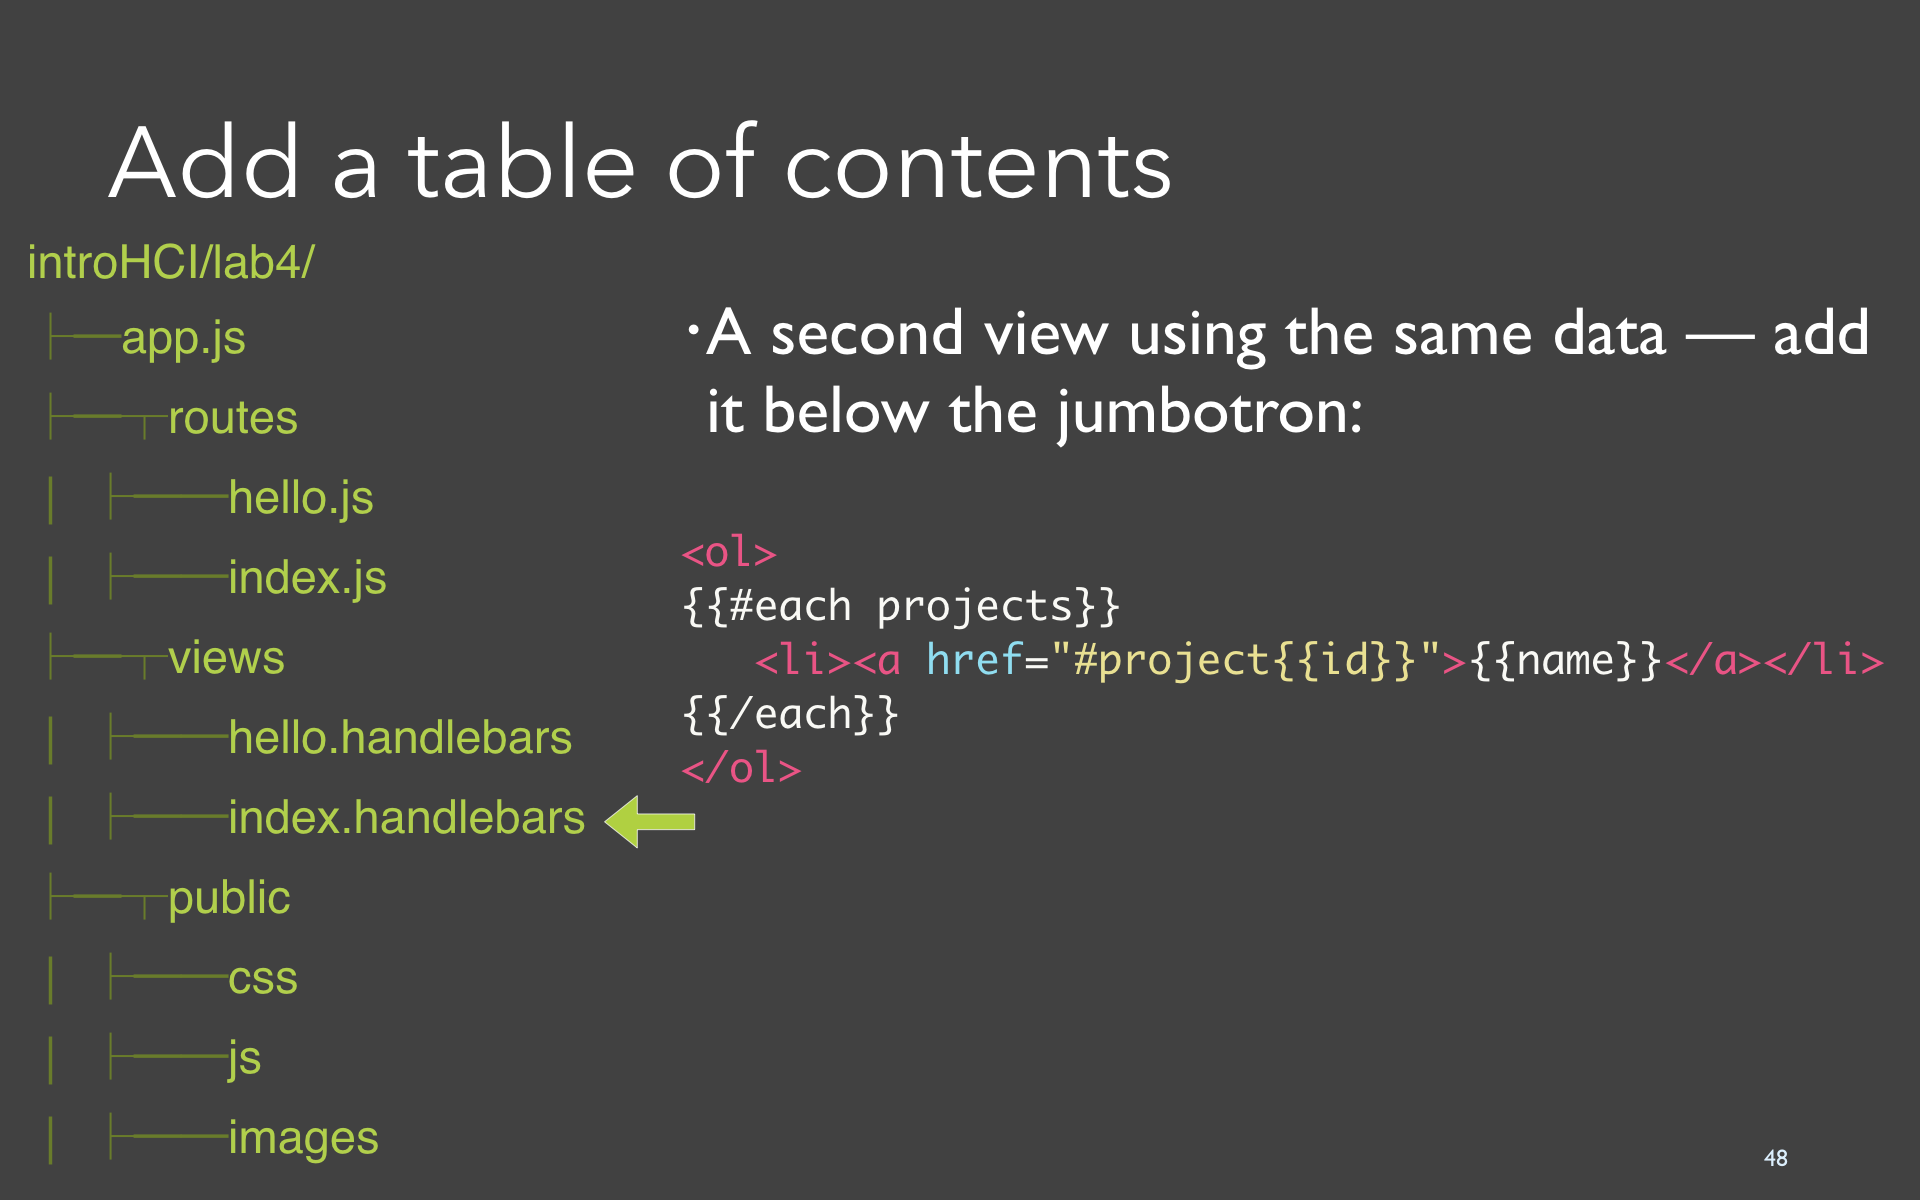 Add a table of contents
introHCI/lab4/
app.js
routes
hello.js
index.js
views
hello.handlebars
index.handlebars
public
css
js
images
·A second view using the same data — add
it below the jumbotron:
<ol>
{{#each projects}}
   <li><a href="#project{{id}}">{{name}}</a></li>
{{/each}}
</ol>
48